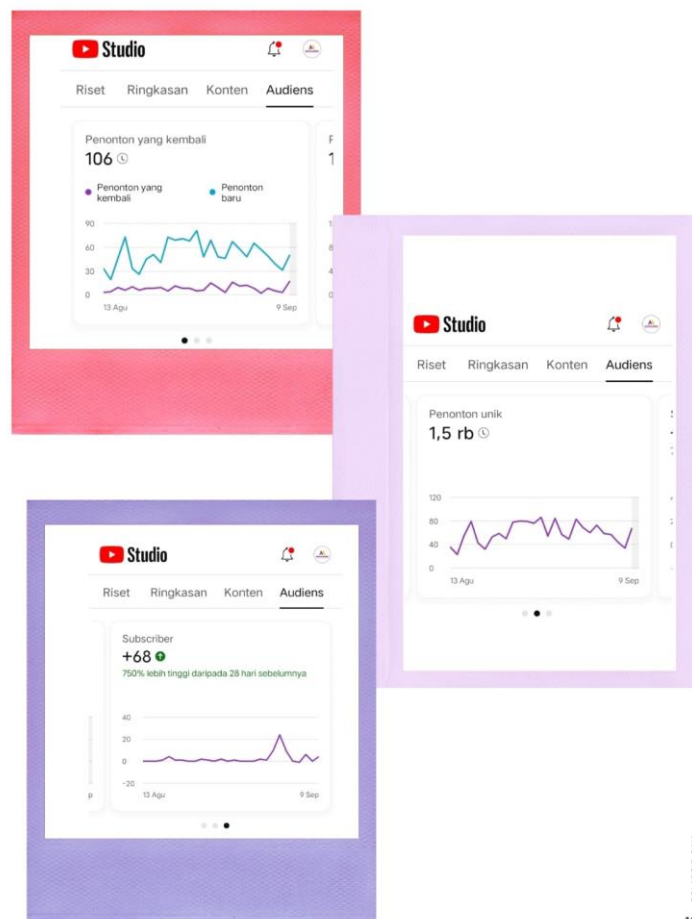 Studio
Riset Ringkasan Konten Audiens
Penonton yang kembali
106
Penonton yang kembali
Penonton baru
90
60
30
0
13 Agu 9 Sep
Studio
Riset Ringkasan Konten Audiens
Penonton unik
1,5 rb
120
80
40
0
13 Agu 9 Sep
Studio
Riset Ringkasan Konten Audiens
Subscriber
+68
750% lebih tinggi daripada 28 hari sebelumnya
40
20
0
-20
13 Agu 9 Sep